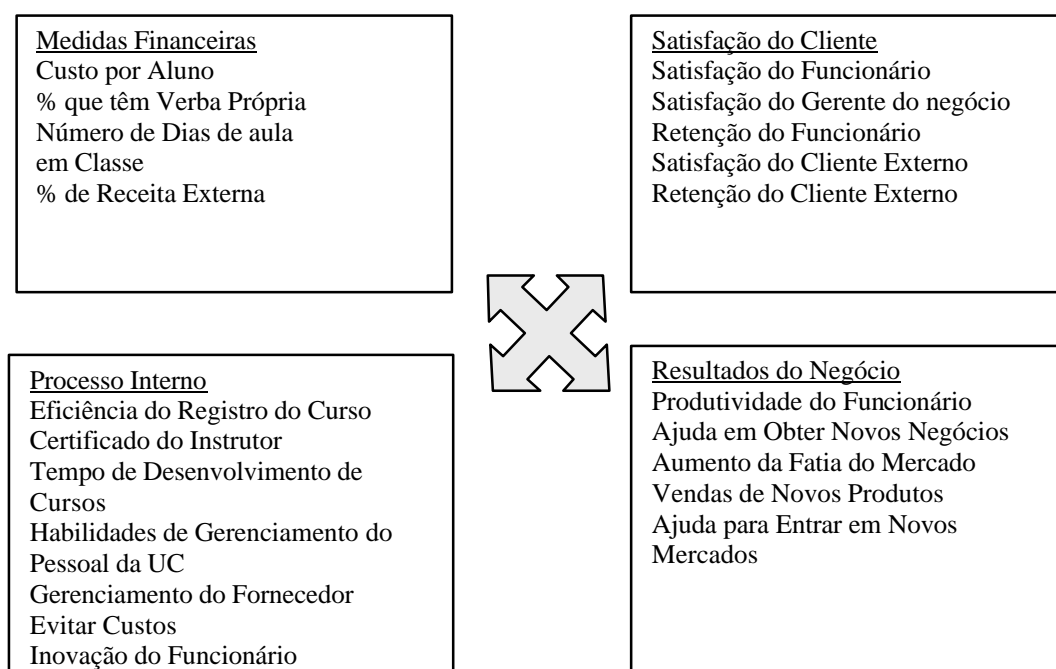 Medidas Financeiras
Custo por Aluno
% que têm Verba Própria
Número de Dias de aula
em Classe
% de Receita Externa
Satisfação do Cliente
Satisfação do Funcionário
Satisfação do Gerente do negócio
Retenção do Funcionário
Satisfação do Cliente Externo
Retenção do Cliente Externo
Processo Interno
Eficiência do Registro do Curso
Certificado do Instrutor
Tempo de Desenvolvimento de
Cursos
Habilidades de Gerenciamento do
Pessoal da UC
Gerenciamento do Fornecedor
Evitar Custos
Inovação do Funcionário
Resultados do Negócio
Produtividade do Funcionário
Ajuda em Obter Novos Negócios
Aumento da Fatia do Mercado
Vendas de Novos Produtos
Ajuda para Entrar em Novos
Mercados